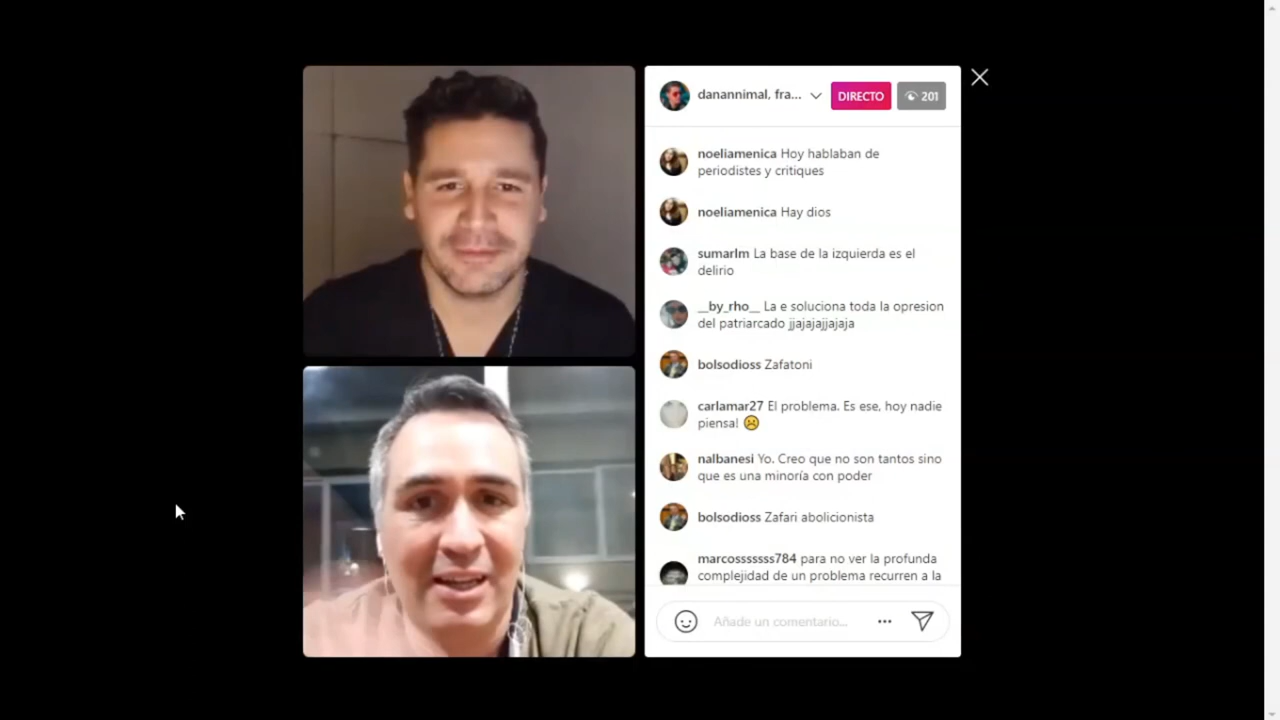 danannimal, fra...
DIRECTO
201
noeliamenica Hoy hablaban de
periodistes y critiques
noeliamenica Hay dios
sumarlm La base de la izquierda es el
delirio
__by_rho__ La e soluciona toda la opresion
del patriarcado jjajajajjajaja
bolsodioss Zafatoni
carlamar27 El problema. Es ese, hoy nadie
piensa! ☹
nalbanesi Yo. Creo que no son tantos sino
que es una minoría con poder
bolsodioss Zafari abolicionista
marcosssssss784 para no ver la profunda
complejidad de un problema recurren a la
Añade un comentario...